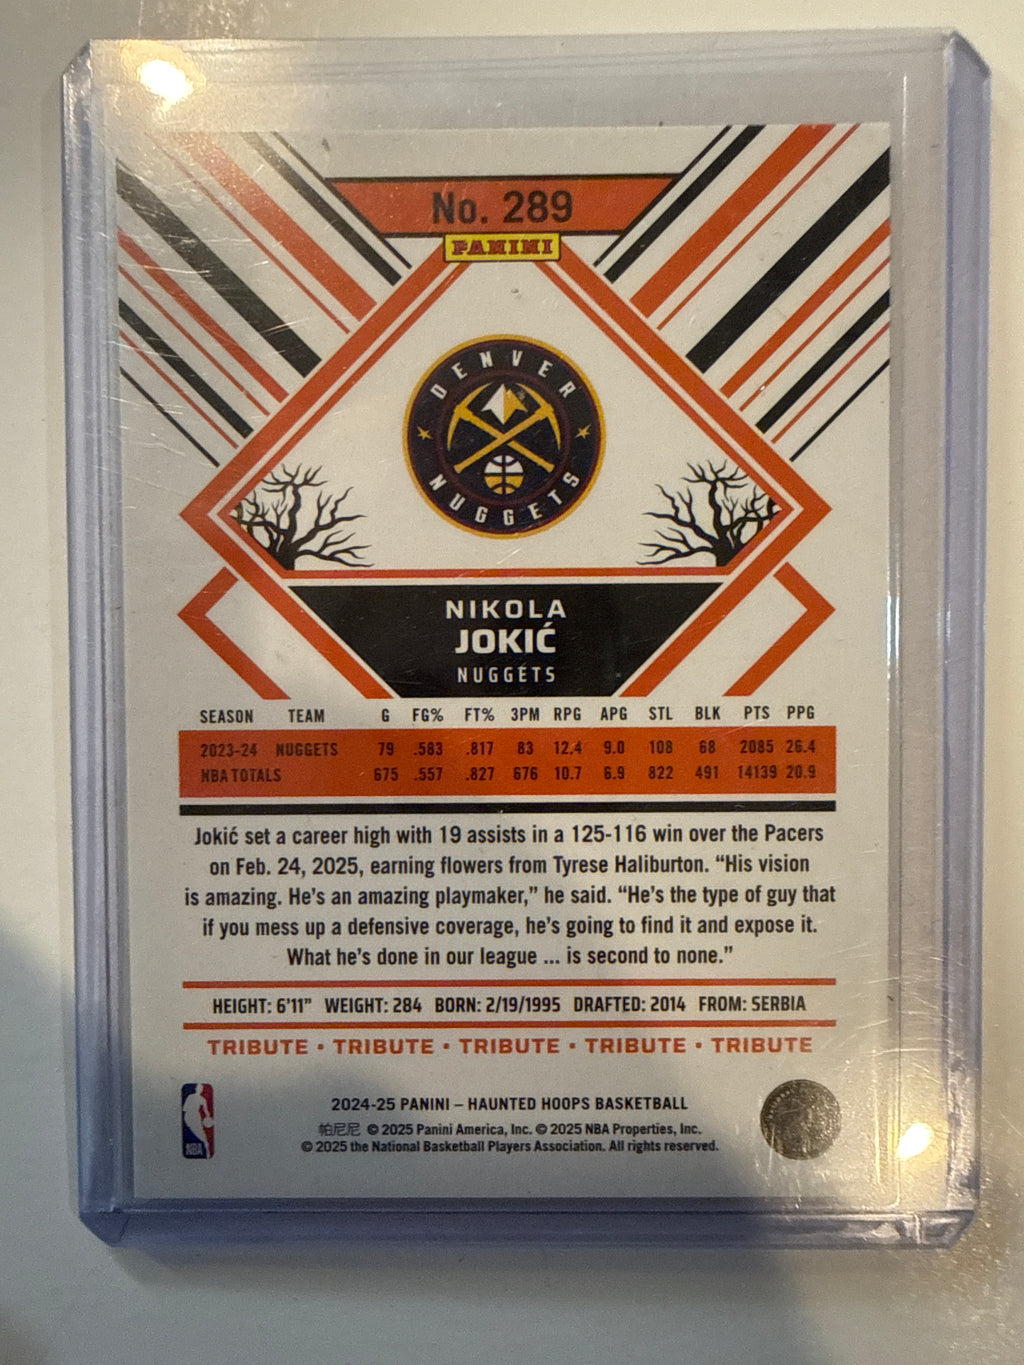 No. 289
PANINI
DENVER
NUGGETS
NIKOLA
JOKIĆ
NUGGETS
SEASON TEAM G FG% FT% 3PM RPG APG STL BLK PTS PPG
2023-24 NUGGETS 79 .583 .817 83 12.4 9.0 108 68 2085 26.4
NBA TOTALS 675 .557 .827 676 10.7 6.9 822 491 14139 20.9
Jokić set a career high with 19 assists in a 125-116 win over the Pacers
on Feb. 24, 2025, earning flowers from Tyrese Haliburton. “His vision
is amazing. He's an amazing playmaker,” he said. “He's the type of guy that
if you mess up a defensive coverage, he's going to find it and expose it.
What he's done in our league ... is second to none.”
HEIGHT: 6'11” WEIGHT: 284 BORN: 2/19/1995 DRAFTED: 2014 FROM: SERBIA
TRIBUTE • TRIBUTE • TRIBUTE • TRIBUTE • TRIBUTE
2024-25 PANINI – HAUNTED HOOPS BASKETBALL
帕尼尼 © 2025 Panini America, Inc. © 2025 NBA Properties, Inc.
© 2025 the National Basketball Players Association. All rights reserved.
NBA